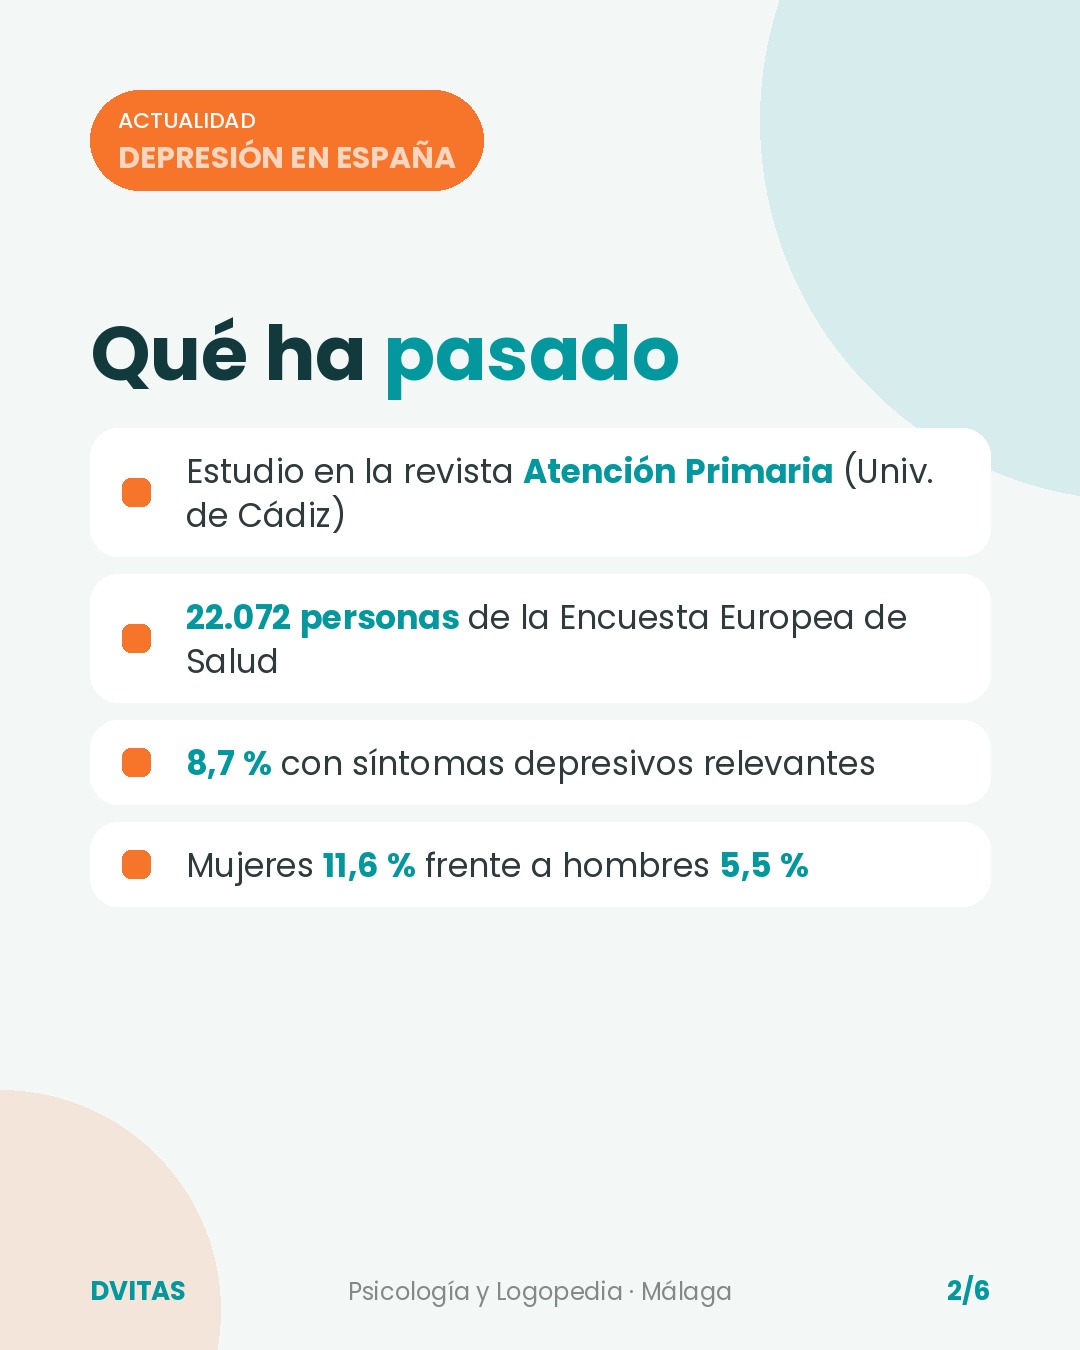 ACTUALIDAD
DEPRESIÓN EN ESPAÑA
Qué ha pasado
Estudio en la revista Atención Primaria (Univ.
de Cádiz)
22.072 personas de la Encuesta Europea de
Salud
8,7 % con síntomas depresivos relevantes
Mujeres 11,6 % frente a hombres 5,5 %
DVITAS
Psicología y Logopedia · Málaga
2/6